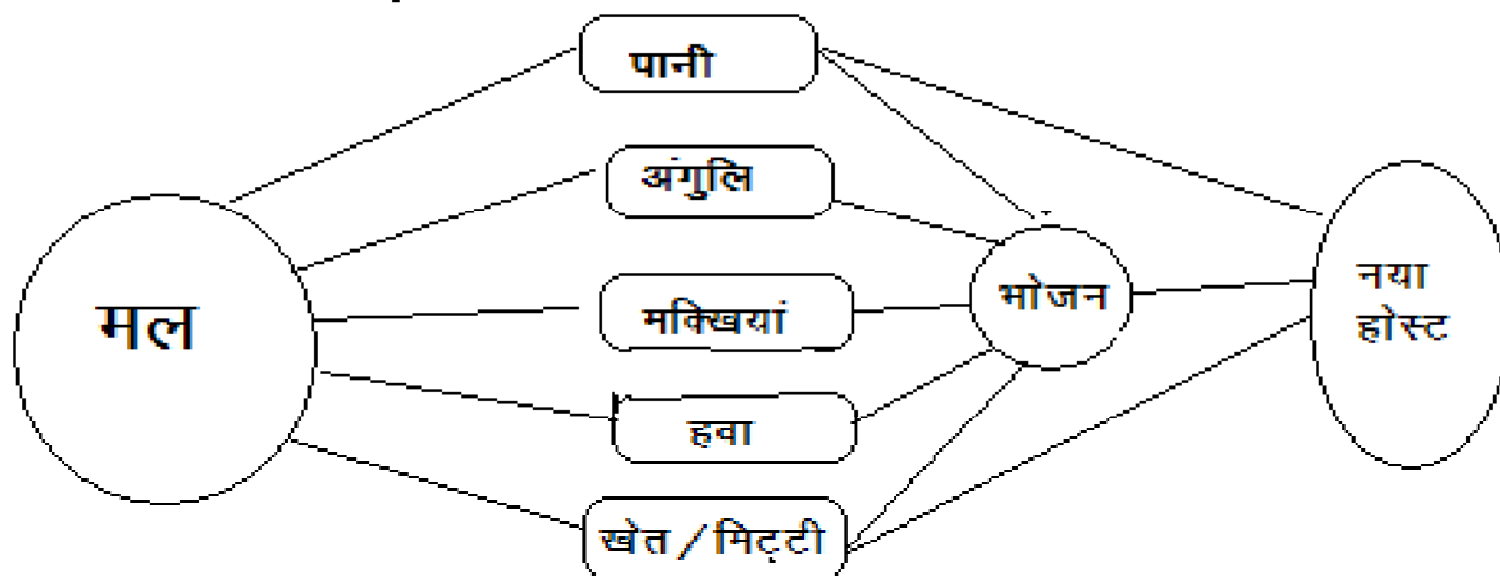 पानी
अंगुलि
मल
मक्खियां
भोजन
नया
होस्ट
हवा
खेत / मिट्टी